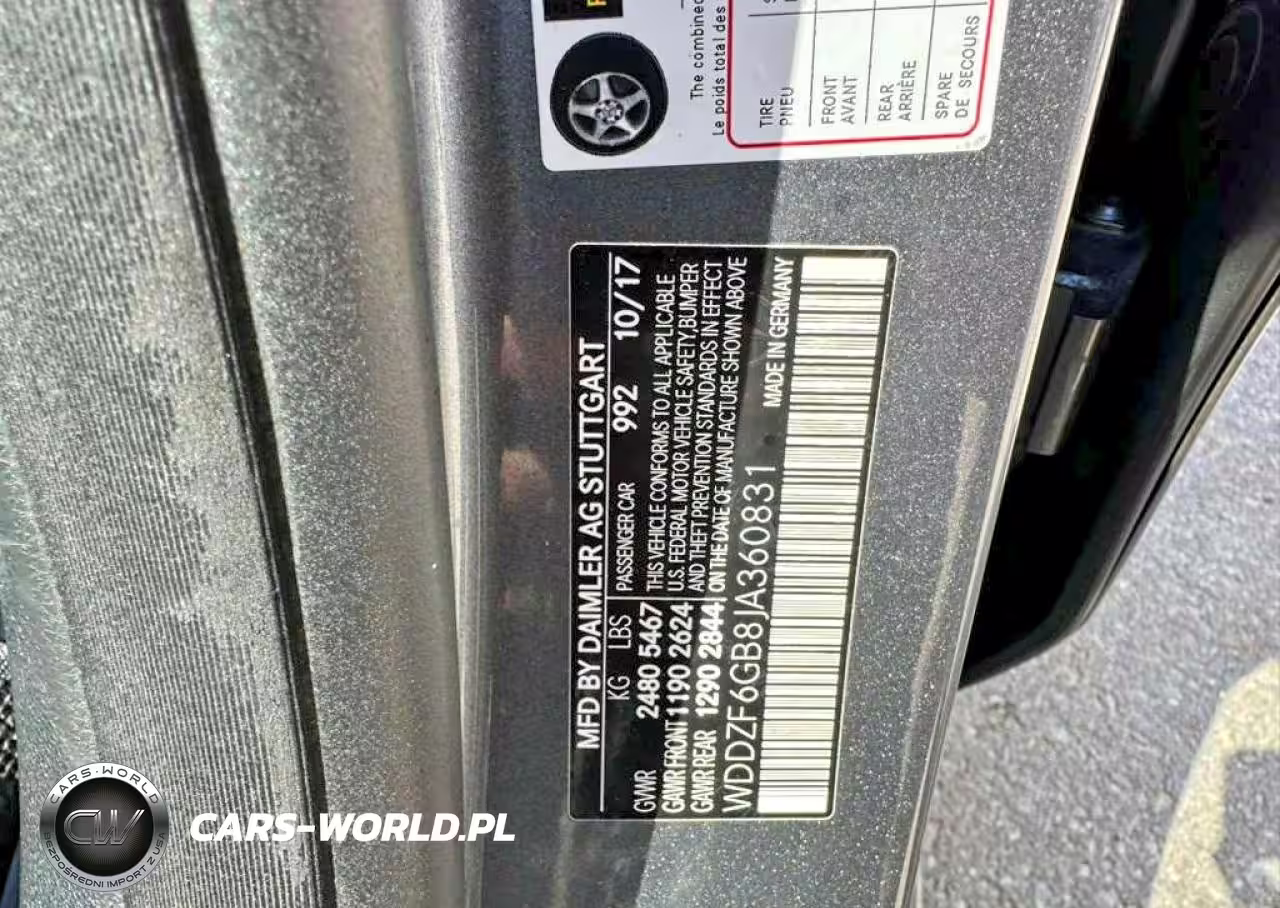 The combined
Le poids total des
TIRE
PNEU
FRONT
AVANT
REAR
ARRIÈRE
SPARE
DE SECOURS
MFD BY DAIMLER AG STUTTGART
KG LBS PASSENGER CAR 992 10/17
GVWR 2480 5467
GAWR FRONT 1190 2624
GAWR REAR 1290 2844
THIS VEHICLE CONFORMS TO ALL APPLICABLE
U.S. FEDERAL MOTOR VEHICLE SAFETY, BUMPER
AND THEFT PREVENTION STANDARDS IN EFFECT
ON THE DATE OF MANUFACTURE SHOWN ABOVE
WDDZF6GB8JA360831
MADE IN GERMANY
CARS-WORLD
CW
BEZPOŚREDNI IMPORT Z USA
CARS-WORLD.PL